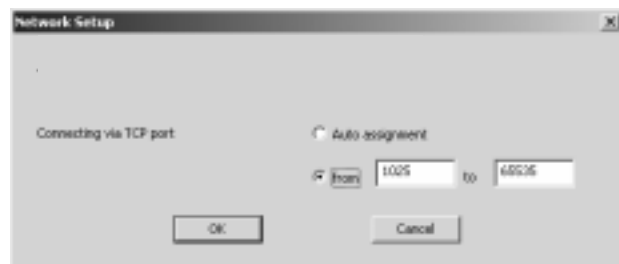 Network Setup
Connecting via TCP port
Auto assignment
from 1025 to 65535
OK Cancel